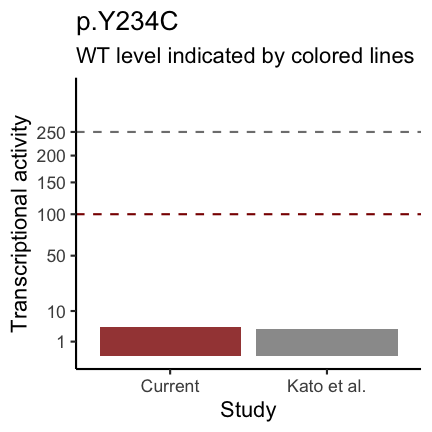 p.Y234C
WT level indicated by colored lines
Transcriptional activity
250
200
150
100
50
10
1
Current
Kato et al.
Study